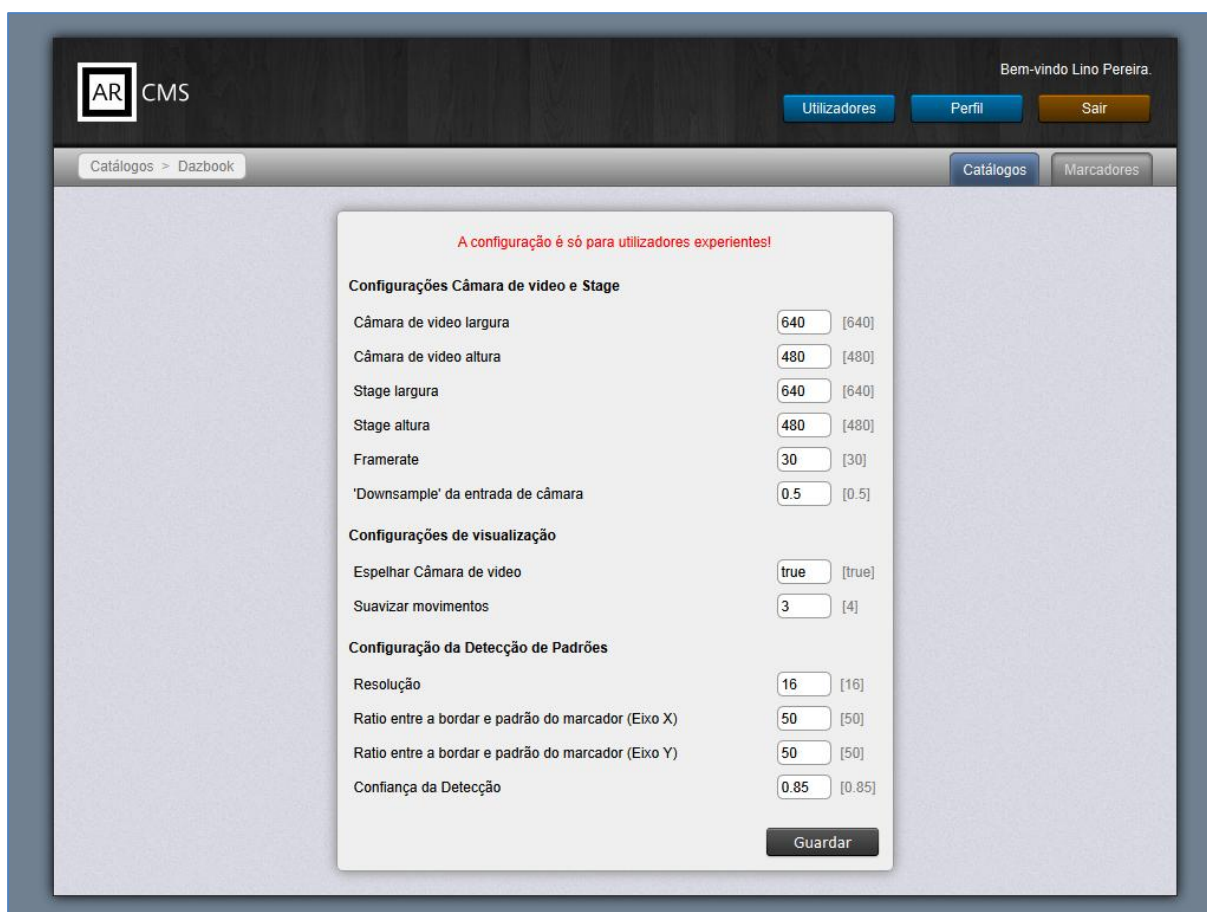 AR CMS
Bem-vindo Lino Pereira.
Utilizadores Perfil Sair
Catálogos > Dazbook Catálogos Marcadores
A configuração é só para utilizadores experientes!
Configurações Câmara de video e Stage
Câmara de video largura 640 [640]
Câmara de video altura 480 [480]
Stage largura 640 [640]
Stage altura 480 [480]
Framerate 30 [30]
'Downsample' da entrada de câmara 0.5 [0.5]
Configurações de visualização
Espelhar Câmara de video true [true]
Suavizar movimentos 3 [4]
Configuração da Detecção de Padrões
Resolução 16 [16]
Ratio entre a bordar e padrão do marcador (Eixo X) 50 [50]
Ratio entre a bordar e padrão do marcador (Eixo Y) 50 [50]
Confiança da Detecção 0.85 [0.85]
Guardar